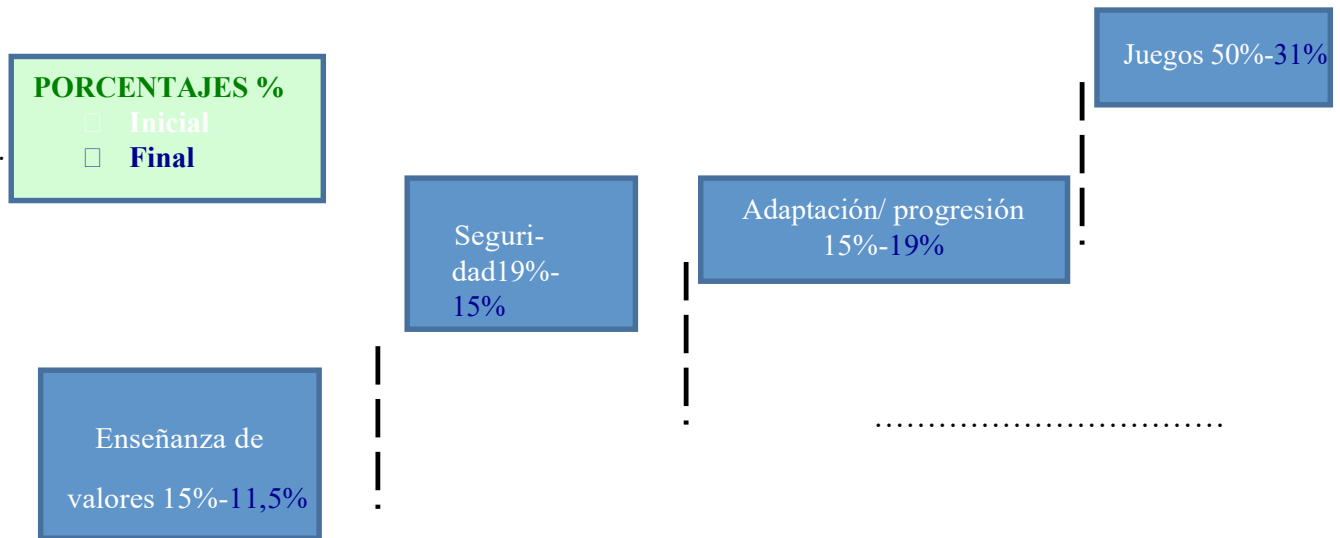 PORCENTAJES %
Inicial
Final
.
Juegos 50%-31%
Seguri-
dad19%-
15%
Adaptación/ progresión
15%-19%
Enseñanza de
valores 15%-11,5%
……………………………